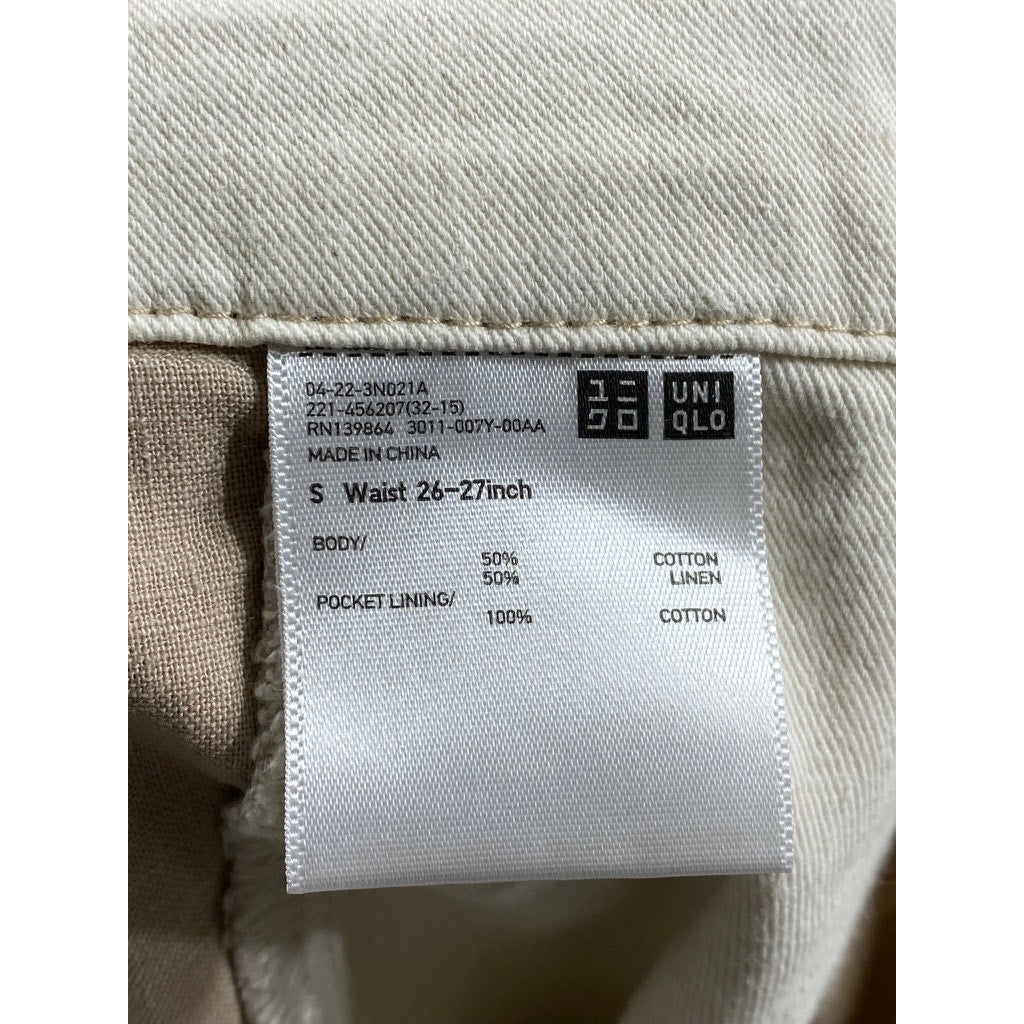 04-22-3N021A
221-456207(32-15)
RN139864 3011-007Y-00AA
MADE IN CHINA
ユニ
クロ
UNI
QLO
S Waist 26-27inch
BODY/
50% COTTON
50% LINEN
POCKET LINING/
100% COTTON